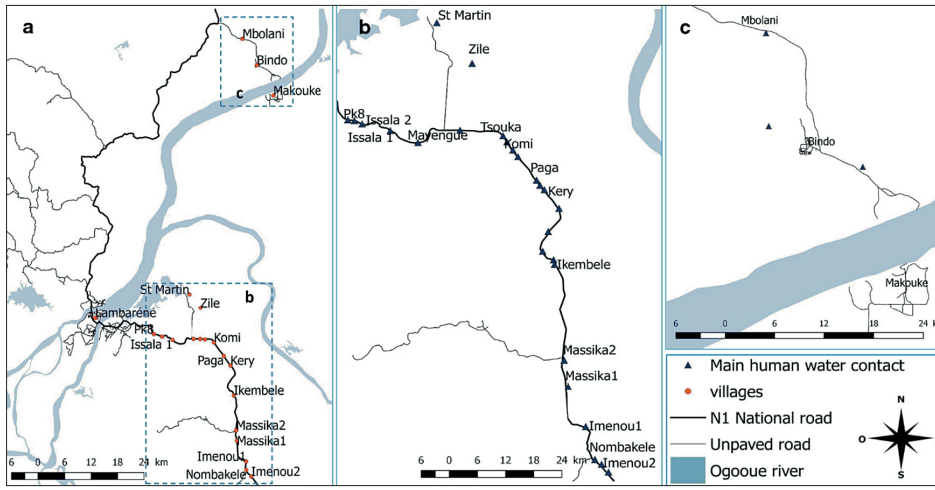 a
Mbolani
Bindo
c
Makouke
St Martin
b
Zile
Lambarene
Pk8
Issala 1
Komi
Paga
Kery
Ikembele
Massika2
Massika1
Imenou1
Nombakele
Imenou2
6 0 6 12 18 24 km
b
St Martin
Zile
Pk8
Issala 2
Issala 1
Mayengue
Tsouka
Komi
Paga
Kery
Ikembele
Massika2
Massika1
Imenou1
Nombakele
Imenou2
6 0 6 12 18 24 km
c
Mbolani
Bindo
Makouke
6 0 6 12 18 24 km
Main human water contact
villages
N1 National road
Unpaved road
Ogooue river
N
O
E
S